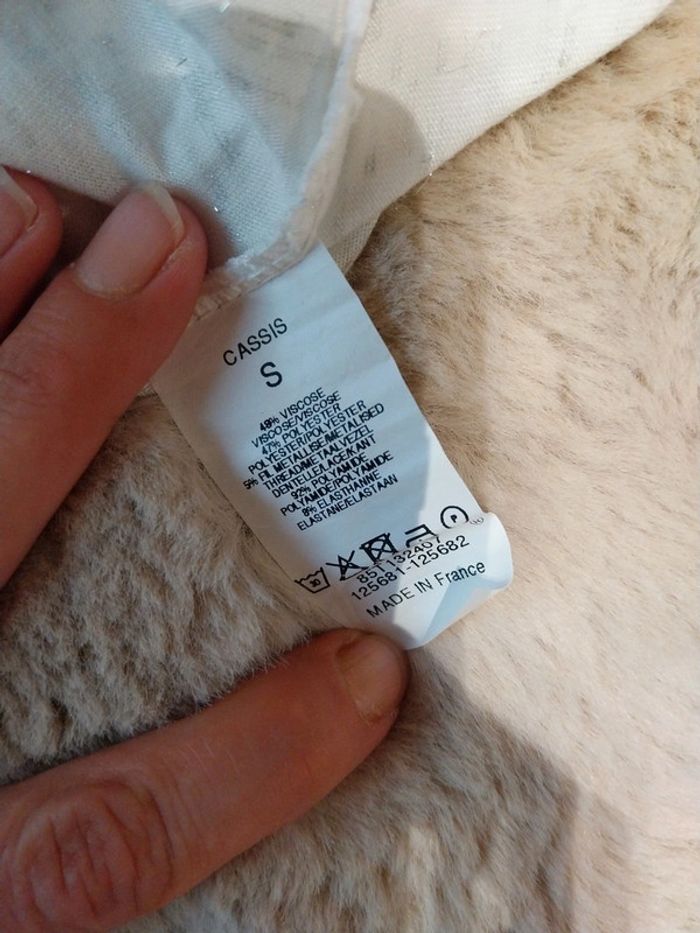 CASSIS
S
48% VISCOSE
VISCOSE/VISCOSE
47% POLYESTER
POLYESTER/POLYESTER
5% FIL METALLISE/METALISED
THREAD/METAALVEZEL
DENTELLE/LACE/KANT
92% POLYAMIDE
POLYAMIDE/POLYAMIDE
8% ELASTHANNE
ELASTANE/ELASTAAN
30
P
85T132401
125681-125682
MADE IN France